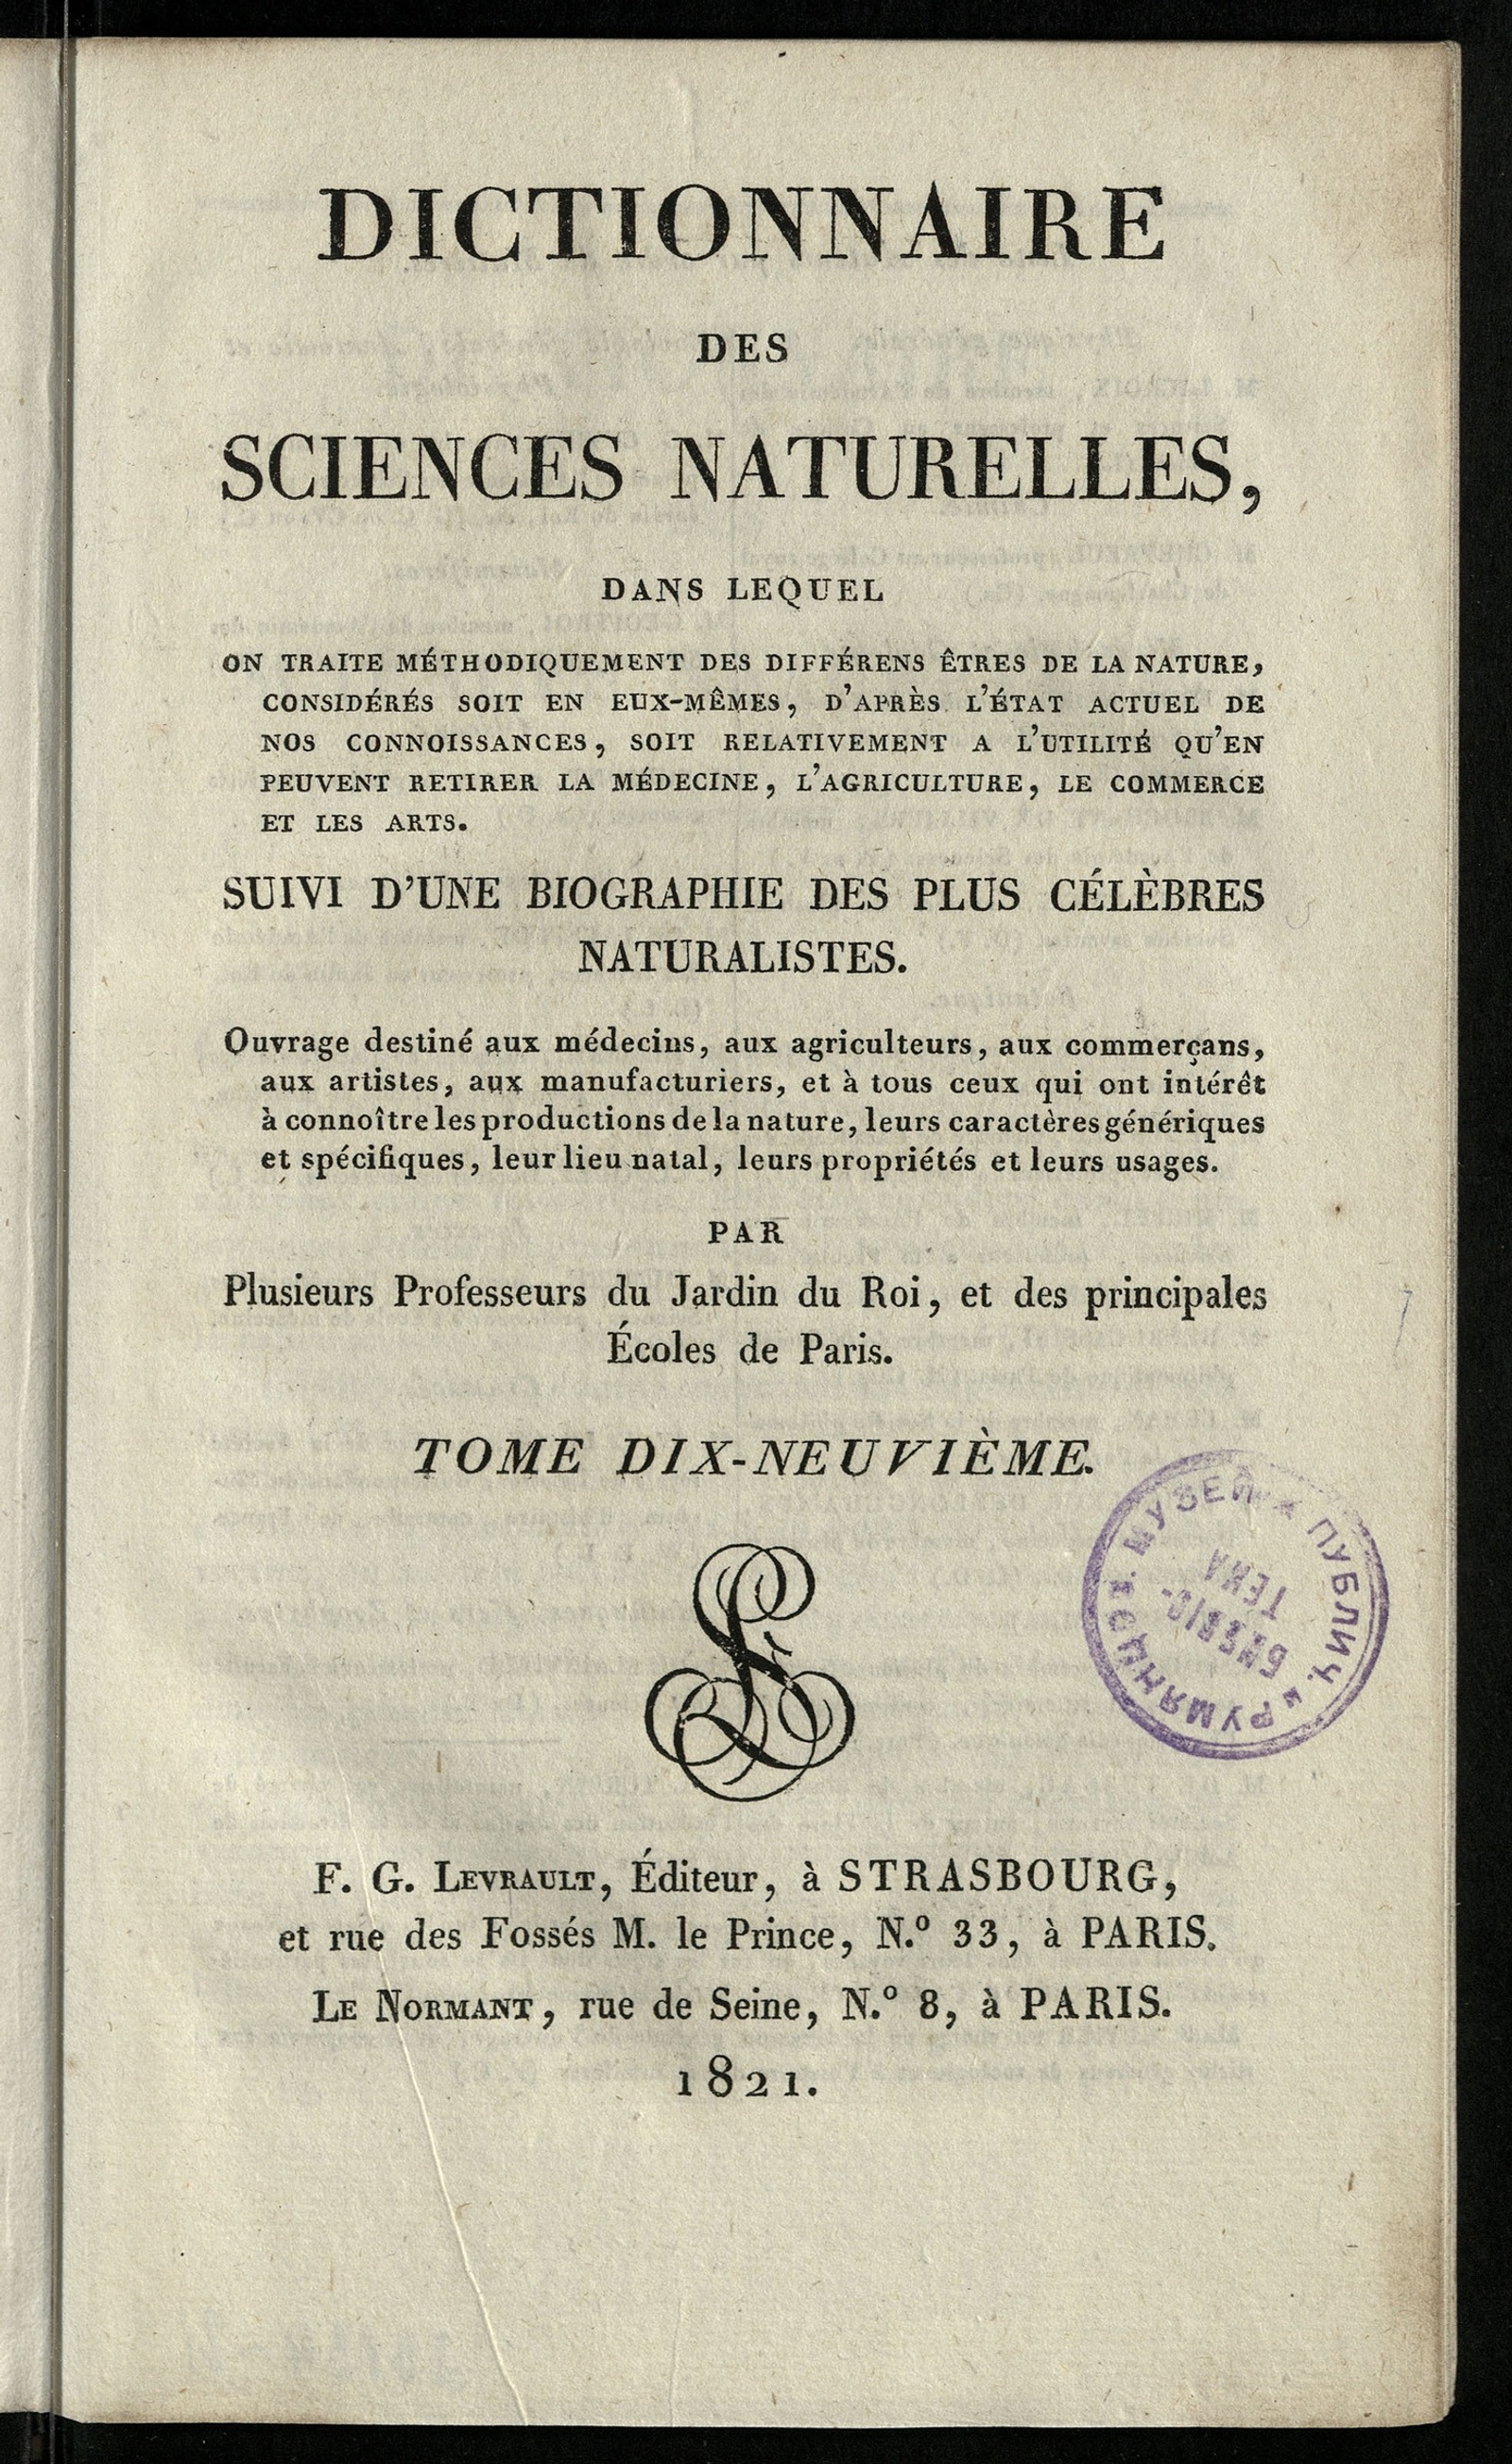 DICTIONNAIRE
DES
SCIENCES NATURELLES,
DANS LEQUEL
ON TRAITE MÉTHODIQUEMENT DES DIFFÉRENS ÊTRES DE LA NATURE,
CONSIDÉRÉS SOIT EN EUX-MÊMES, D'APRÈS L'ÉTAT ACTUEL DE
NOS CONNOISSANCES, SOIT RELATIVEMENT A L'UTILITÉ QU'EN
PEUVENT RETIRER LA MÉDECINE, L'AGRICULTURE, LE COMMERCE
ET LES ARTS.
SUIVI D'UNE BIOGRAPHIE DES PLUS CÉLÈBRES
NATURALISTES.
Ouvrage destiné aux médecins, aux agriculteurs, aux commerçans,
aux artistes, aux manufacturiers, et à tous ceux qui ont intérêt
à connoître les productions de la nature, leurs caractères génériques
et spécifiques, leur lieu natal, leurs propriétés et leurs usages.
PAR
Plusieurs Professeurs du Jardin du Roi, et des principales
Écoles de Paris.
TOME DIX-NEUVIÈME.
ПУБЛИЧ. и РУМЯНЦОВ. МУЗЕЙ
БИБЛІО-
ТЕКА
F. G. LEVRAULT, Éditeur, à STRASBOURG,
et rue des Fossés M. le Prince, N.º 33, à PARIS.
LE NORMANT, rue de Seine, N.º 8, à PARIS.
1821.